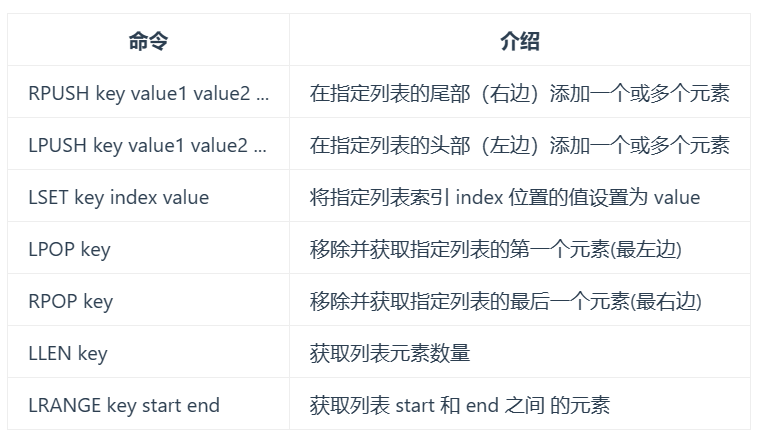 命令 介绍
RPUSH key value1 value2 ... 在指定列表的尾部（右边）添加一个或多个元素
LPUSH key value1 value2 ... 在指定列表的头部（左边）添加一个或多个元素
LSET key index value 将指定列表索引 index 位置的值设置为 value
LPOP key 移除并获取指定列表的第一个元素(最左边)
RPOP key 移除并获取指定列表的最后一个元素(最右边)
LLEN key 获取列表元素数量
LRANGE key start end 获取列表 start 和 end 之间 的元素